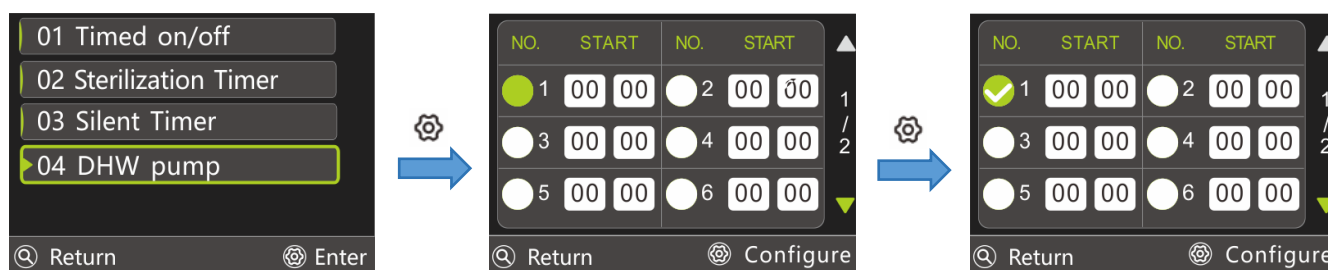 01 Timed on/off
02 Sterilization Timer
03 Silent Timer
04 DHW pump
Return Enter
NO. START NO. START
1 00 00 2 00 00
3 00 00 4 00 00
5 00 00 6 00 00
1 / 2
Return Configure
NO. START NO. START
1 00 00 2 00 00
3 00 00 4 00 00
5 00 00 6 00 00
1 / 2
Return Configure